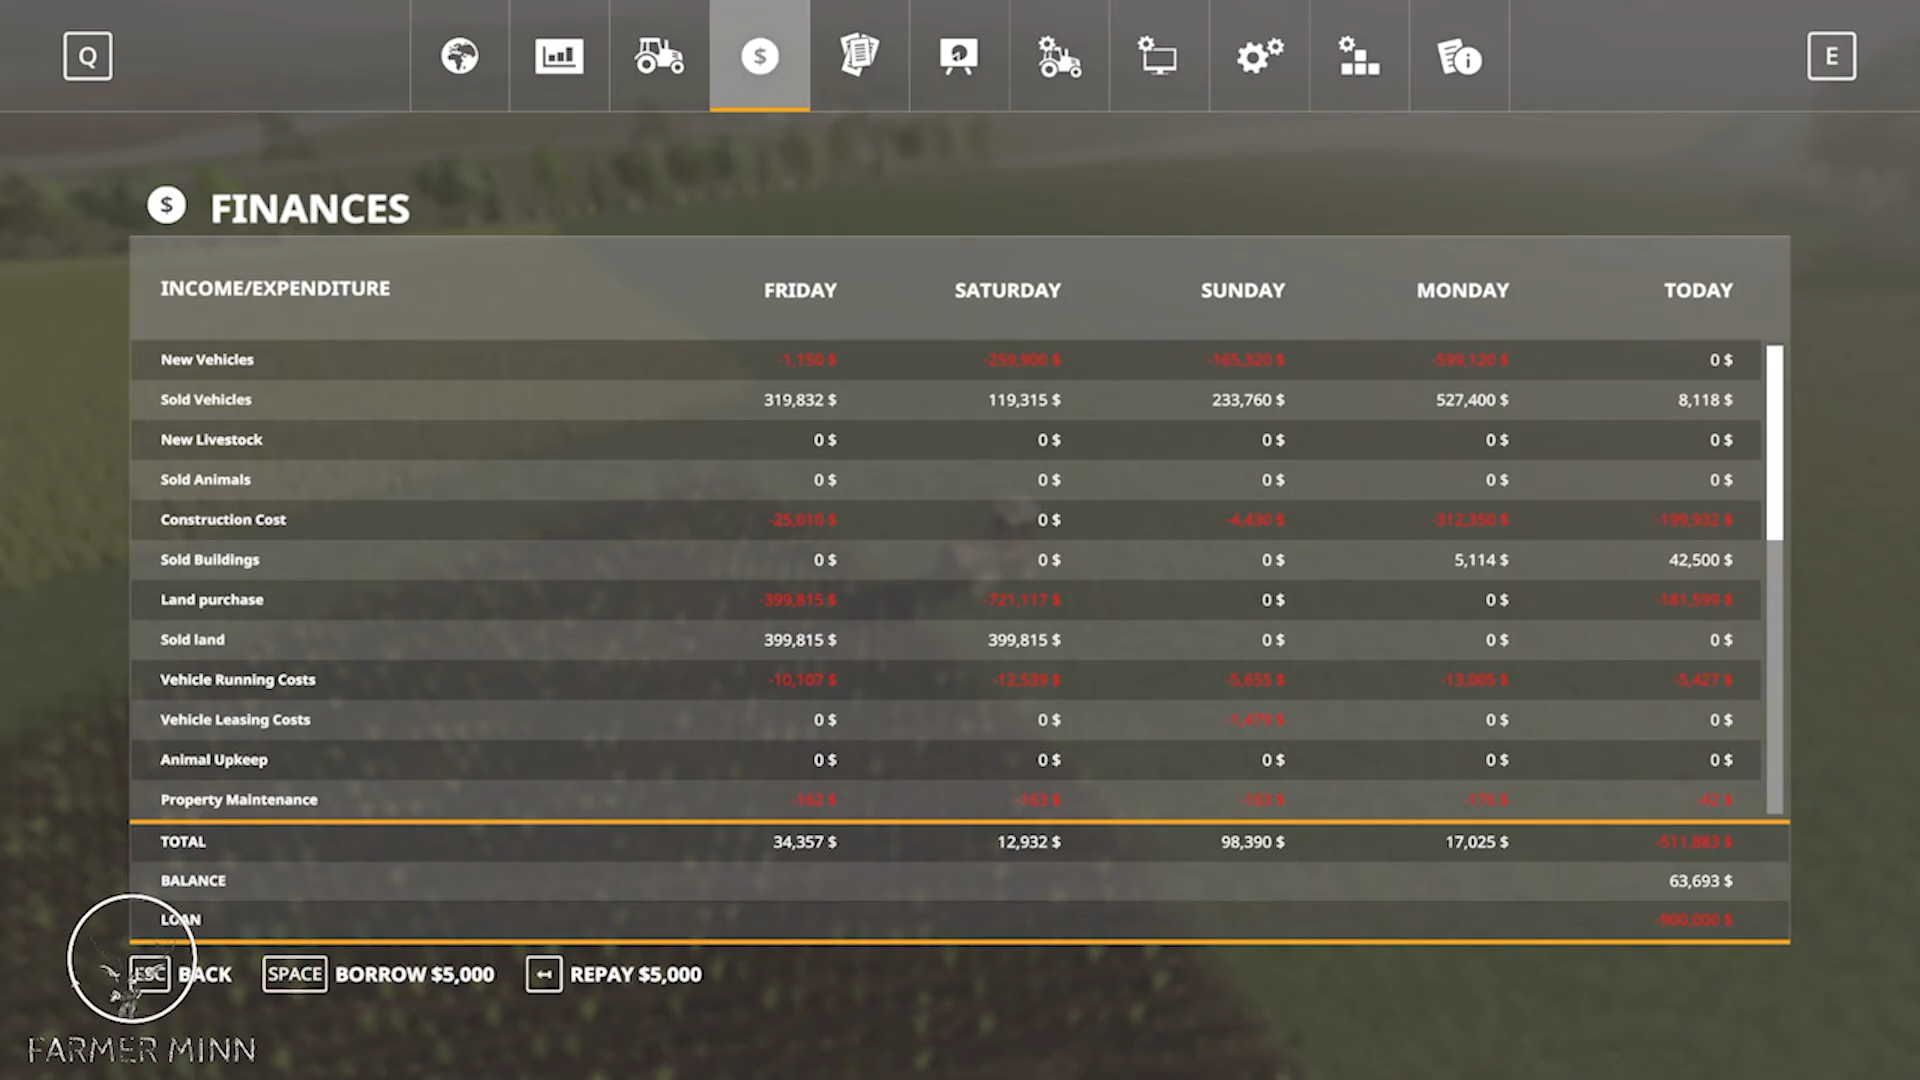 Q
E
$
$ FINANCES
INCOME/EXPENDITURE FRIDAY SATURDAY SUNDAY MONDAY TODAY
New Vehicles -1,150 $ -259,900 $ -165,320 $ -599,120 $ 0 $
Sold Vehicles 319,832 $ 119,315 $ 233,760 $ 527,400 $ 8,118 $
New Livestock 0 $ 0 $ 0 $ 0 $ 0 $
Sold Animals 0 $ 0 $ 0 $ 0 $ 0 $
Construction Cost -25,010 $ 0 $ -4,430 $ -312,350 $ -199,932 $
Sold Buildings 0 $ 0 $ 0 $ 5,114 $ 42,500 $
Land purchase -399,815 $ -721,117 $ 0 $ 0 $ -181,599 $
Sold land 399,815 $ 399,815 $ 0 $ 0 $ 0 $
Vehicle Running Costs -10,107 $ -12,539 $ -5,655 $ -13,005 $ -5,427 $
Vehicle Leasing Costs 0 $ 0 $ -1,879 $ 0 $ 0 $
Animal Upkeep 0 $ 0 $ 0 $ 0 $ 0 $
Property Maintenance -162 $ -163 $ -163 $ -176 $ -42 $
TOTAL 34,357 $ 12,932 $ 98,390 $ 17,025 $ -511,883 $
BALANCE 63,693 $
LOAN -900,000 $
ESC BACK SPACE BORROW $5,000 REPAY $5,000
FARMER MINN